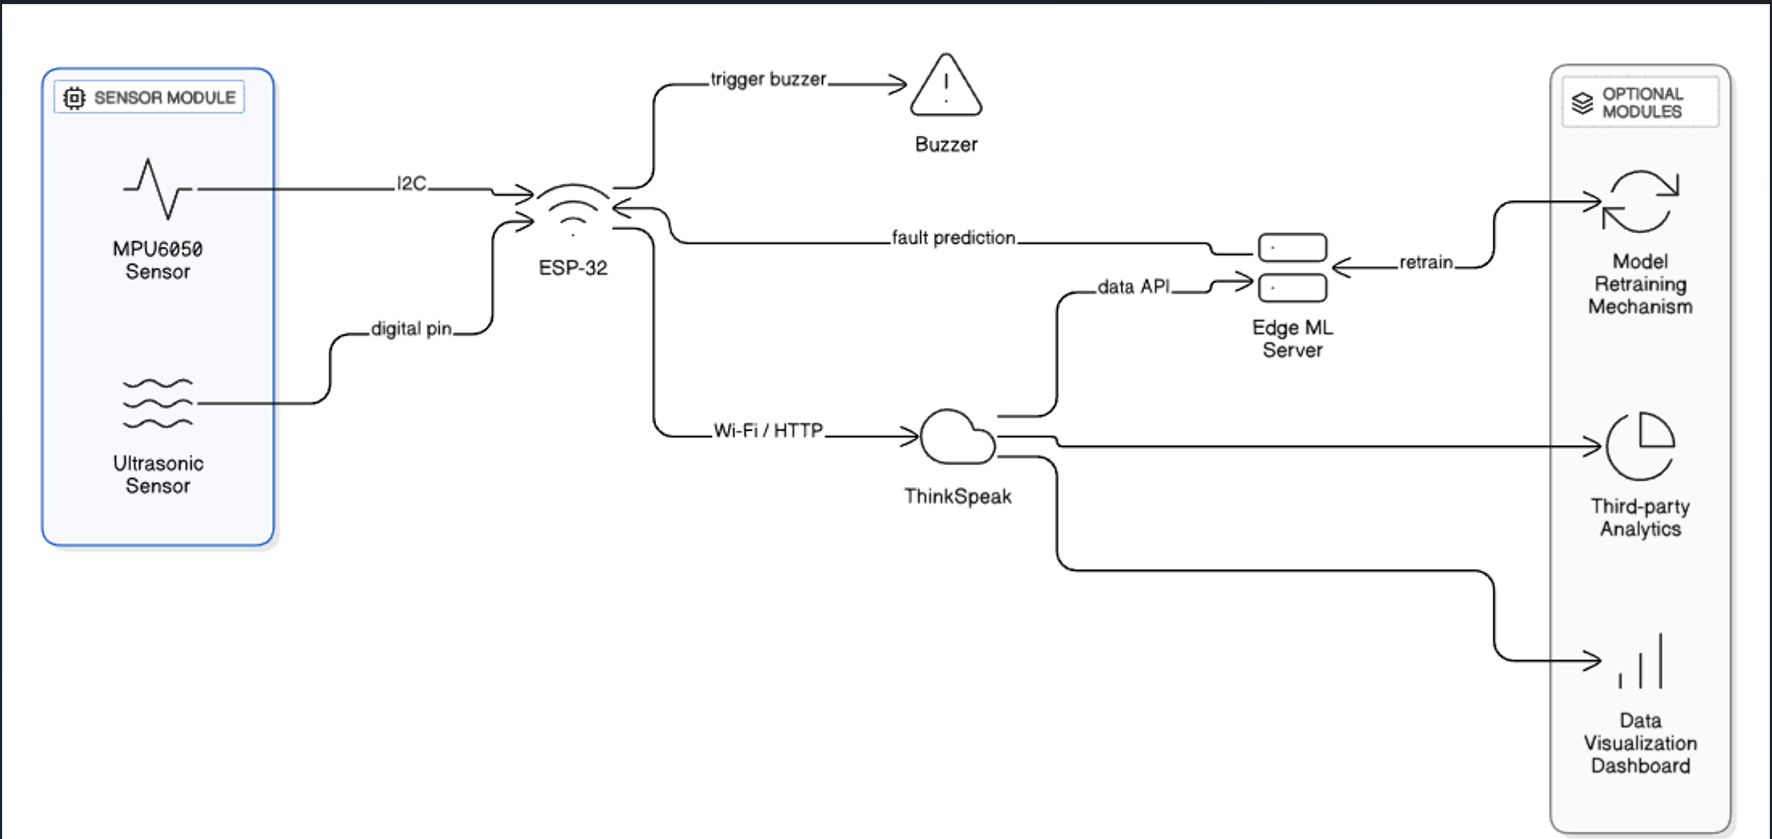 SENSOR MODULE
MPU6050
Sensor
Ultrasonic
Sensor
I2C
digital pin
ESP-32
trigger buzzer
Buzzer
fault prediction
data API
Edge ML
Server
Wi-Fi / HTTP
ThinkSpeak
retrain
OPTIONAL
MODULES
Model
Retraining
Mechanism
Third-party
Analytics
Data
Visualization
Dashboard